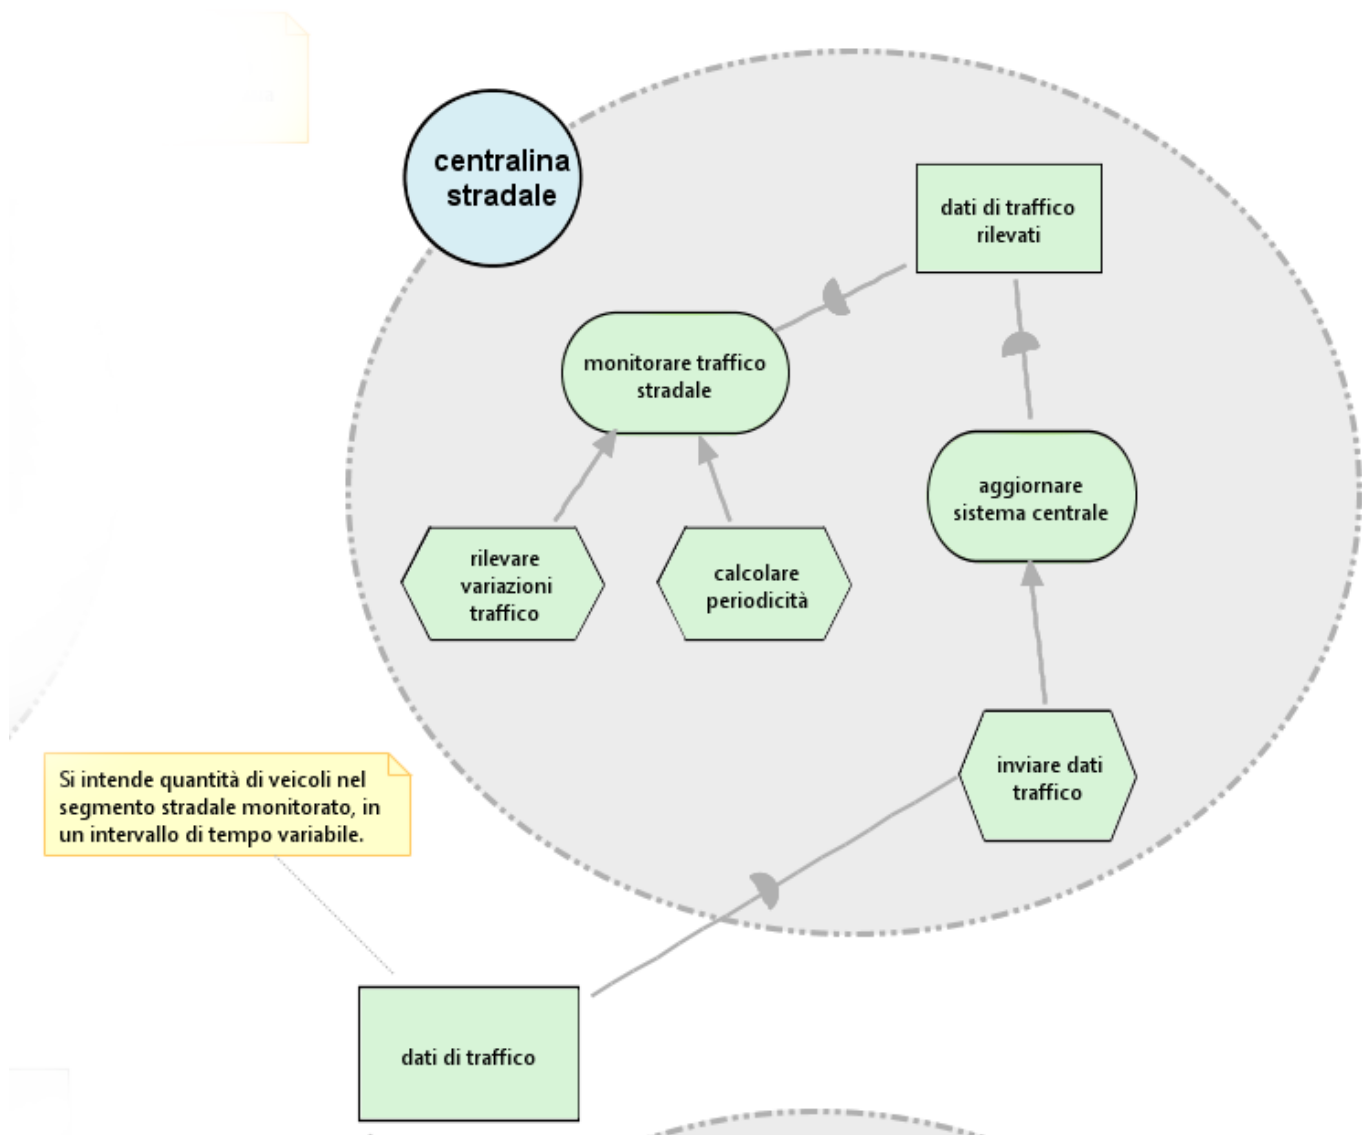 centralina
stradale
dati di traffico
rilevati
monitorare traffico
stradale
aggiornare
sistema centrale
rilevare
variazioni
traffico
calcolare
periodicità
inviare dati
traffico
Si intende quantità di veicoli nel
segmento stradale monitorato, in
un intervallo di tempo variabile.
dati di traffico